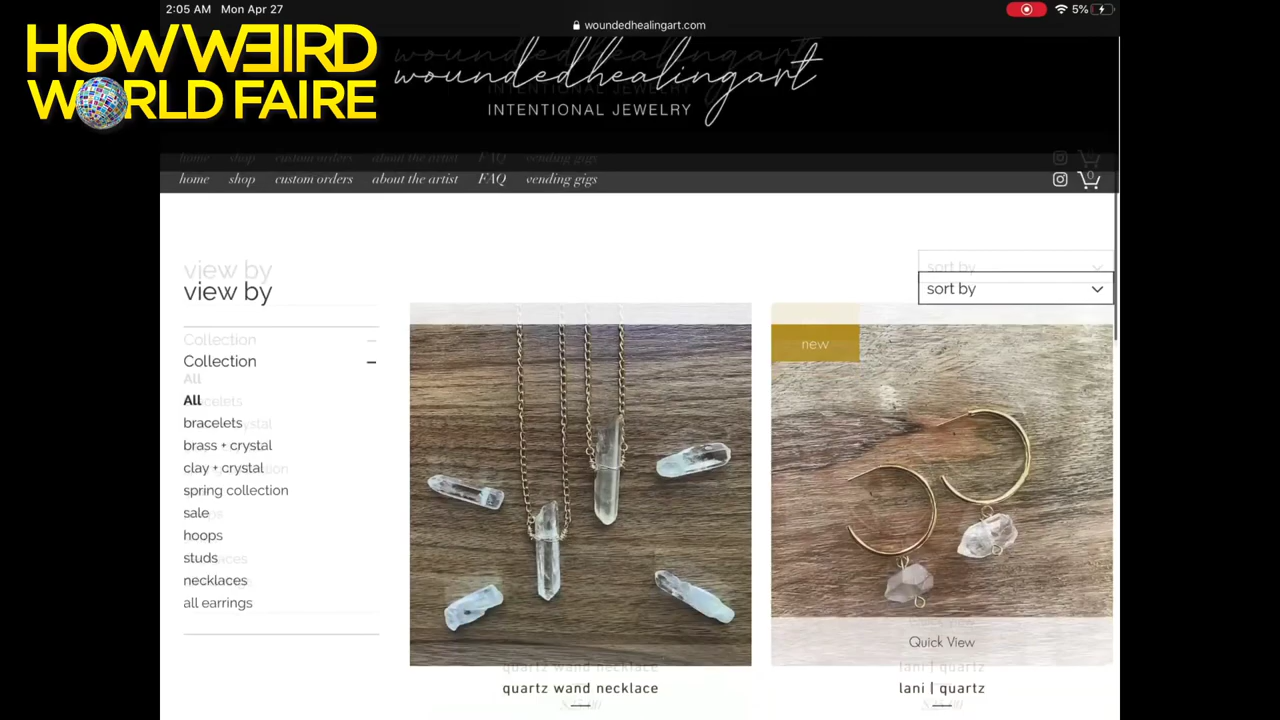 2:05 AM Mon Apr 27
5%
woundedhealingart.com
HOW WEIRD
WORLD FAIRE
woundedhealingart
INTENTIONAL JEWELRY
home shop custom orders about the artist FAQ vending gigs
0
view by
sort by
Collection
All
bracelets
brass + crystal
clay + crystal
spring collection
sale
hoops
studs
necklaces
all earrings
new
Quick View
quartz wand necklace
lani | quartz